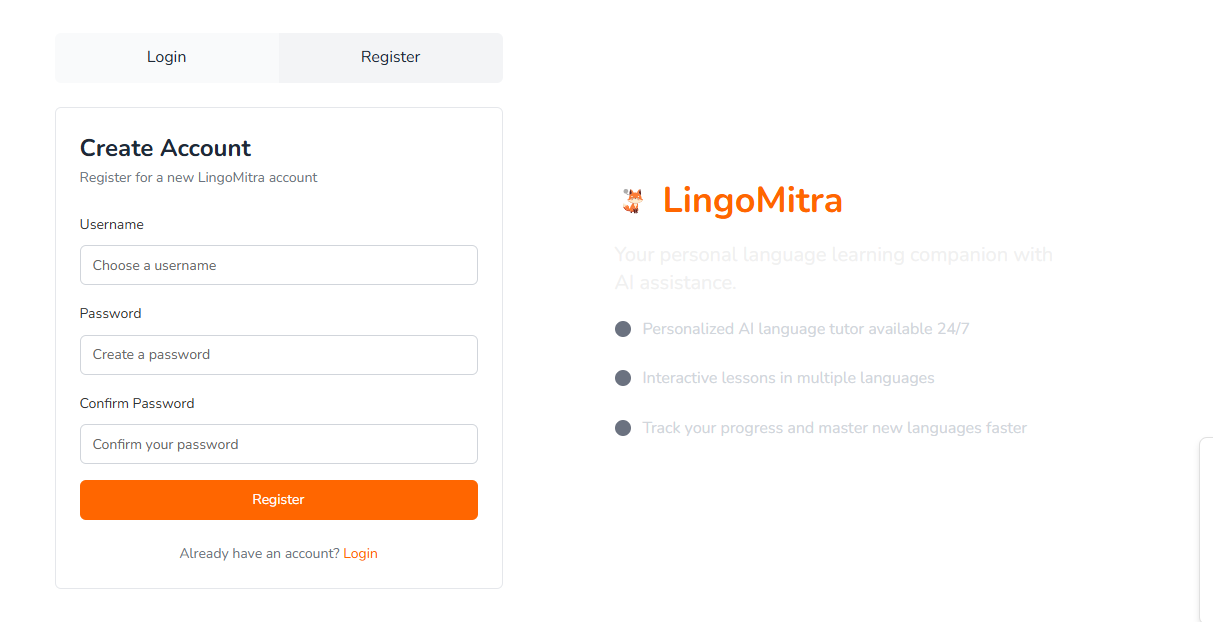 Login
Register
Create Account
Register for a new LingoMitra account
Username
Choose a username
Password
Create a password
Confirm Password
Confirm your password
Register
Already have an account? Login
LingoMitra
Your personal language learning companion with
AI assistance.
Personalized AI language tutor available 24/7
Interactive lessons in multiple languages
Track your progress and master new languages faster